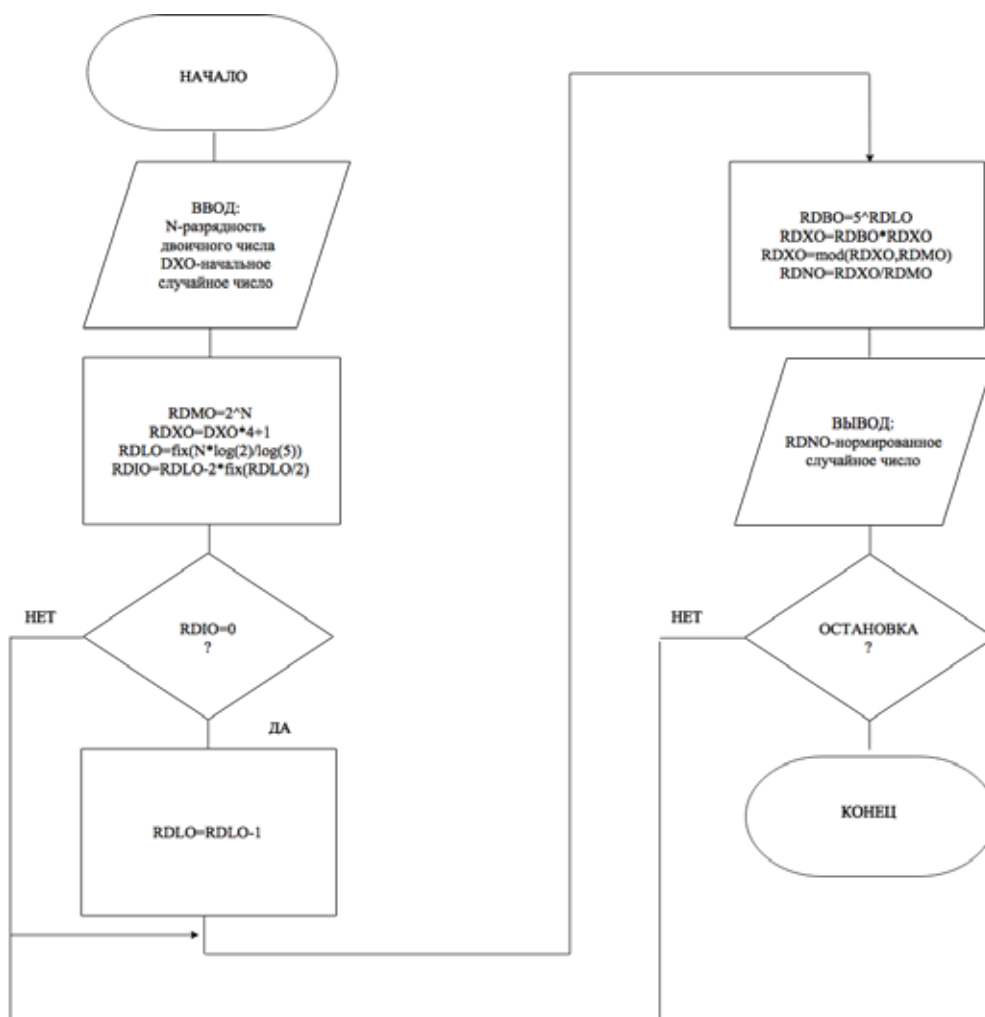 НАЧАЛО
ВВОД:
N-разрядность
двоичного числа
DXO-начальное
случайное число
RDMO=2^N
RDXO=DXO*4+1
RDLO=fix(N*log(2)/log(5))
RDIO=RDLO-2*fix(RDLO/2)
НЕТ
RDIO=0
?
ДА
RDLO=RDLO-1
RDBO=5^RDLO
RDXO=RDBO*RDXO
RDXO=mod(RDXO,RDMO)
RDNO=RDXO/RDMO
ВЫВОД:
RDNO-нормированное
случайное число
НЕТ
ОСТАНОВКА
?
КОНЕЦ